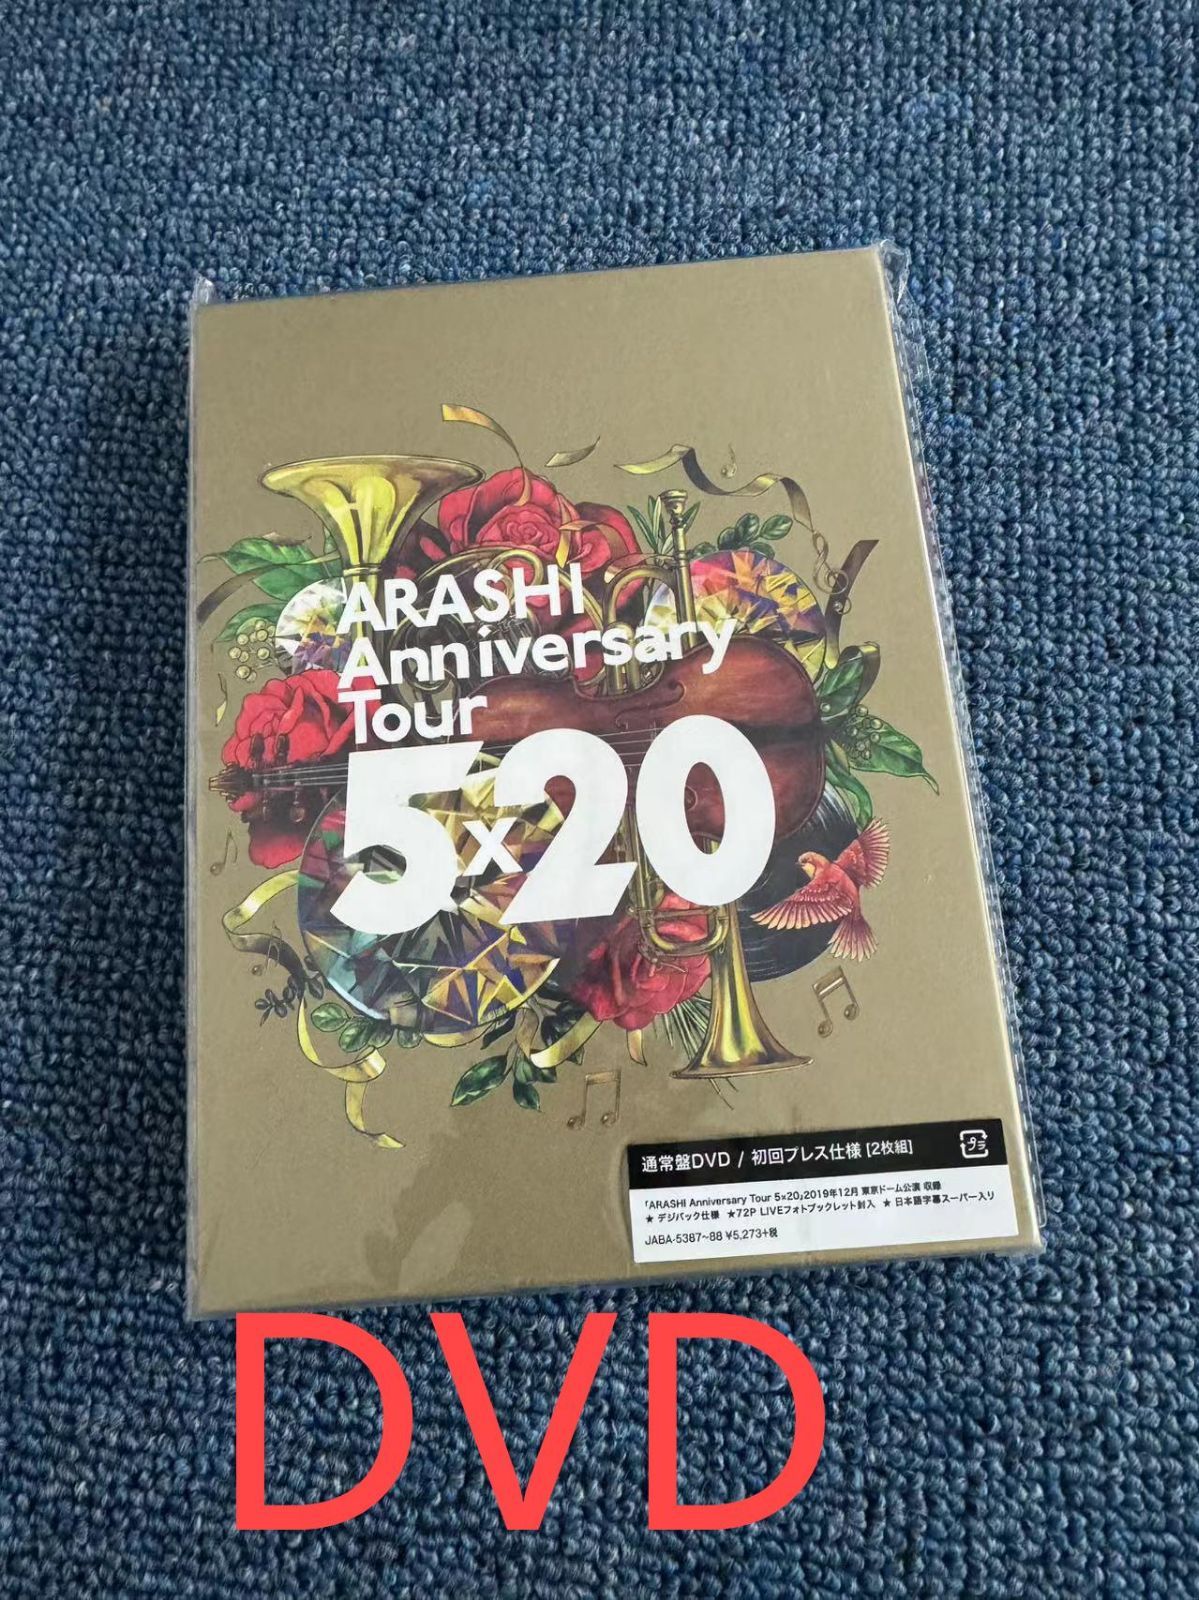 ARASHI
Anniversary
Tour
5×20
通常盤DVD / 初回プレス仕様 [2枚組]
「ARASHI Anniversary Tour 5×20」2019年12月 東京ドーム公演 収録
★ デジパック仕様 ★72P LIVEフォトブックレット封入 ★ 日本語字幕スーパー入り
JABA-5387~88 ¥5,273+税
プラ
DVD